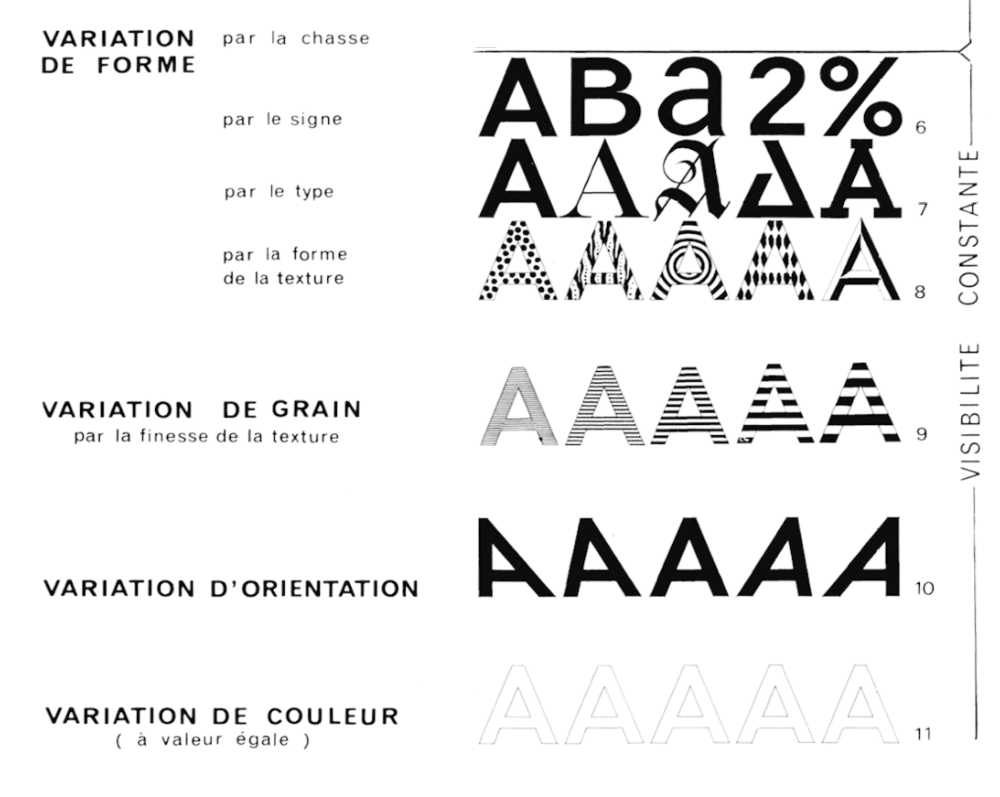 VARIATION par la chasse
DE FORME
par le signe
ABa2% 6
par le type
AAAAA 7
par la forme
de la texture
AAAAA 8
VARIATION DE GRAIN
par la finesse de la texture
AAAAA 9
VARIATION D'ORIENTATION
AAAAA 10
VARIATION DE COULEUR
( à valeur égale )
AAAAA 11
VISIBILITE CONSTANTE